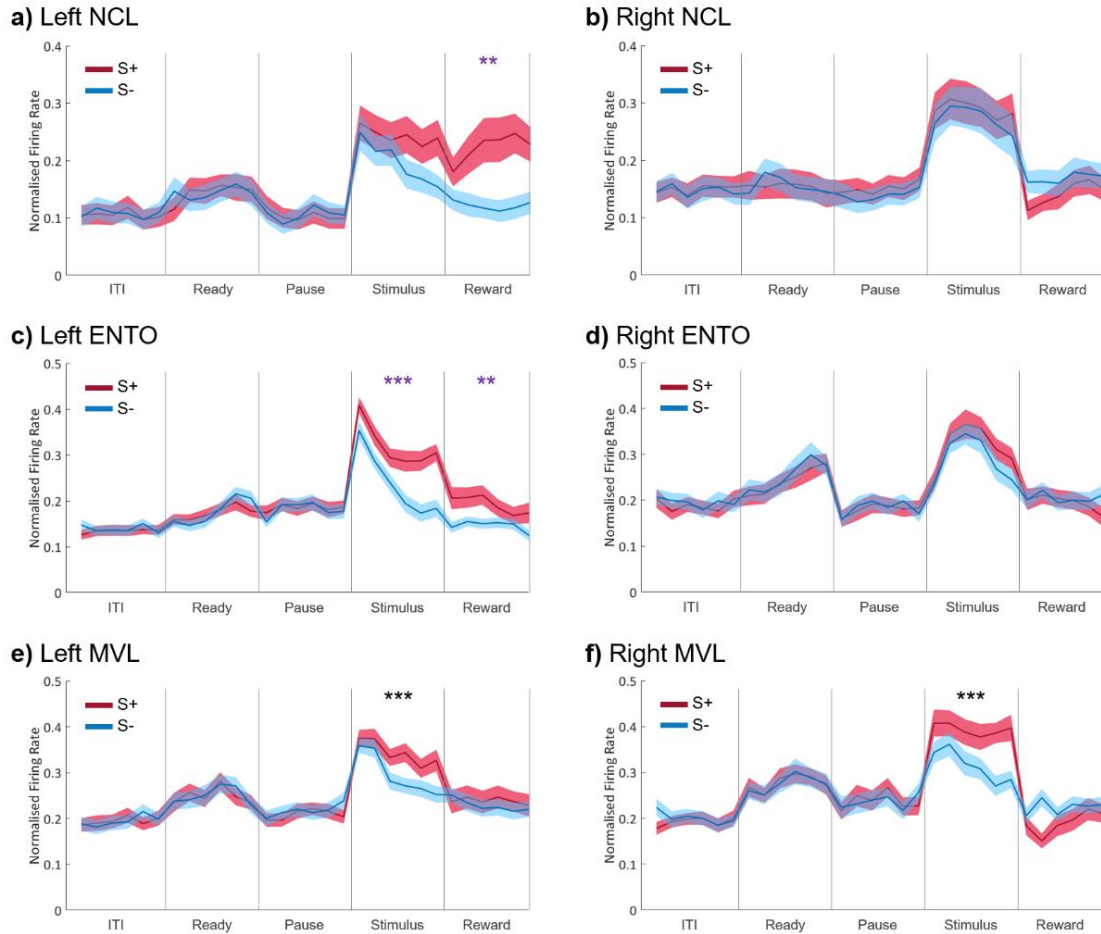 a) Left NCL
0.4
0.3
0.2
0.1
0
Normalised Firing Rate
S+
S-
**
ITI Ready Pause Stimulus Reward
b) Right NCL
0.4
0.3
0.2
0.1
0
Normalised Firing Rate
S+
S-
ITI Ready Pause Stimulus Reward
c) Left ENTO
0.5
0.4
0.3
0.2
0.1
0
Normalised Firing Rate
S+
S-
*** **
ITI Ready Pause Stimulus Reward
d) Right ENTO
0.5
0.4
0.3
0.2
0.1
0
Normalised Firing Rate
S+
S-
ITI Ready Pause Stimulus Reward
e) Left MVL
0.5
0.4
0.3
0.2
0.1
0
Normalised Firing Rate
S+
S-
***
ITI Ready Pause Stimulus Reward
f) Right MVL
0.5
0.4
0.3
0.2
0.1
0
Normalised Firing Rate
S+
S-
***
ITI Ready Pause Stimulus Reward